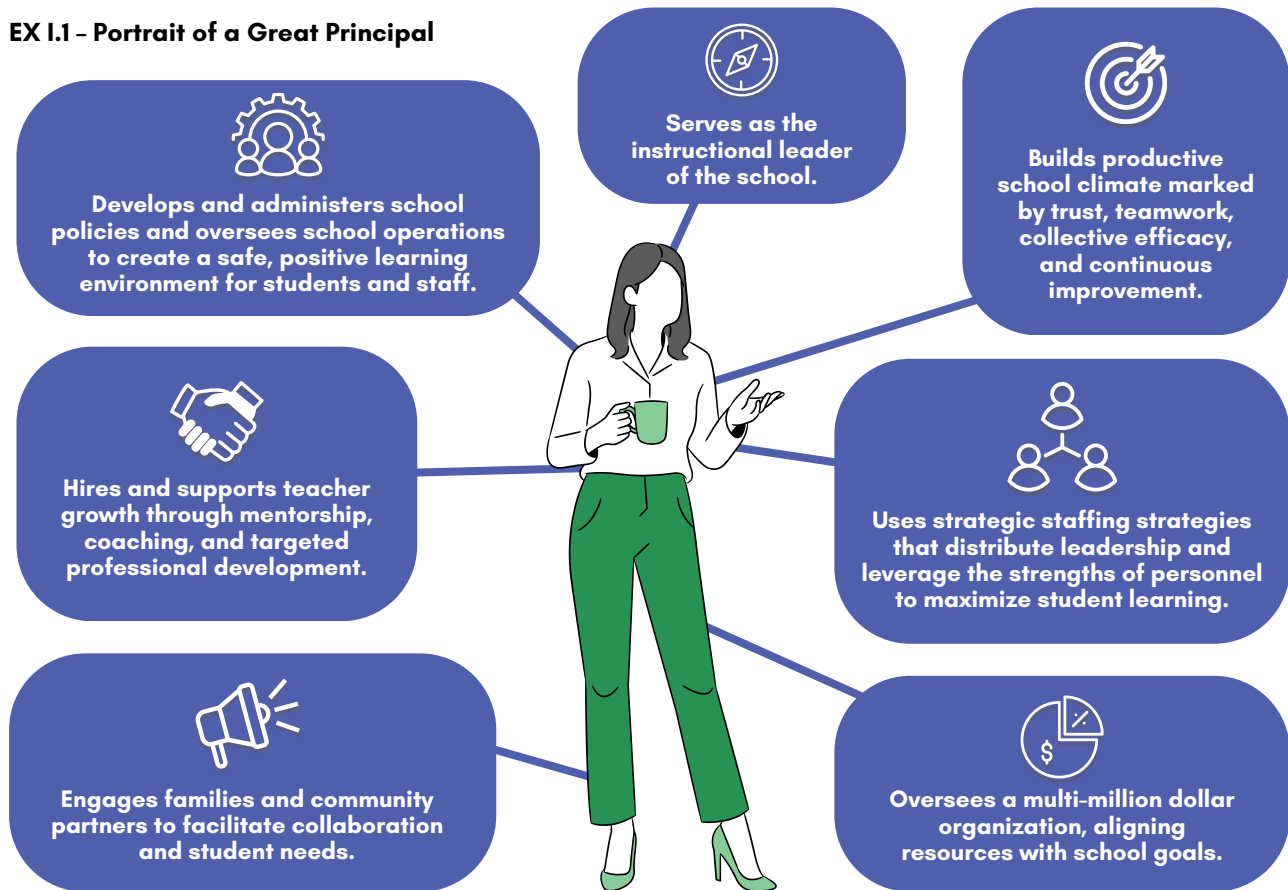 EX I.1 – Portrait of a Great Principal
Develops and administers school
policies and oversees school operations
to create a safe, positive learning
environment for students and staff.
Serves as the
instructional leader
of the school.
Builds productive
school climate marked
by trust, teamwork,
collective efficacy,
and continuous
improvement.
Hires and supports teacher
growth through mentorship,
coaching, and targeted
professional development.
Uses strategic staffing strategies
that distribute leadership and
leverage the strengths of personnel
to maximize student learning.
Engages families and community
partners to facilitate collaboration
and student needs.
%
$
Oversees a multi-million dollar
organization, aligning
resources with school goals.